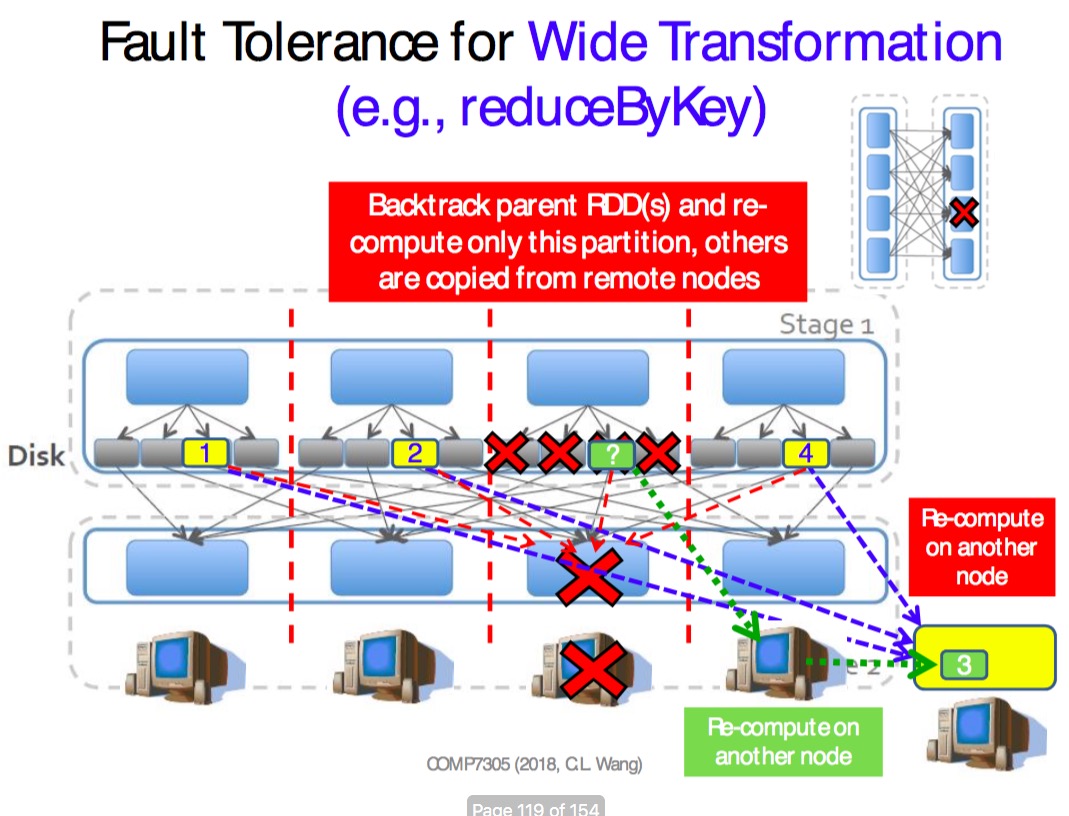 Fault Tolerance for Wide Transformation
(e.g., reduceByKey)
Backtrack parent RDD(s) and re-
compute only this partition, others
are copied from remote nodes
Stage 1
Disk
1
2
?
4
Re-compute
on another
node
2
3
Re-compute on
another node
COMP7305 (2018, C.L. Wang)
Page 119 of 154